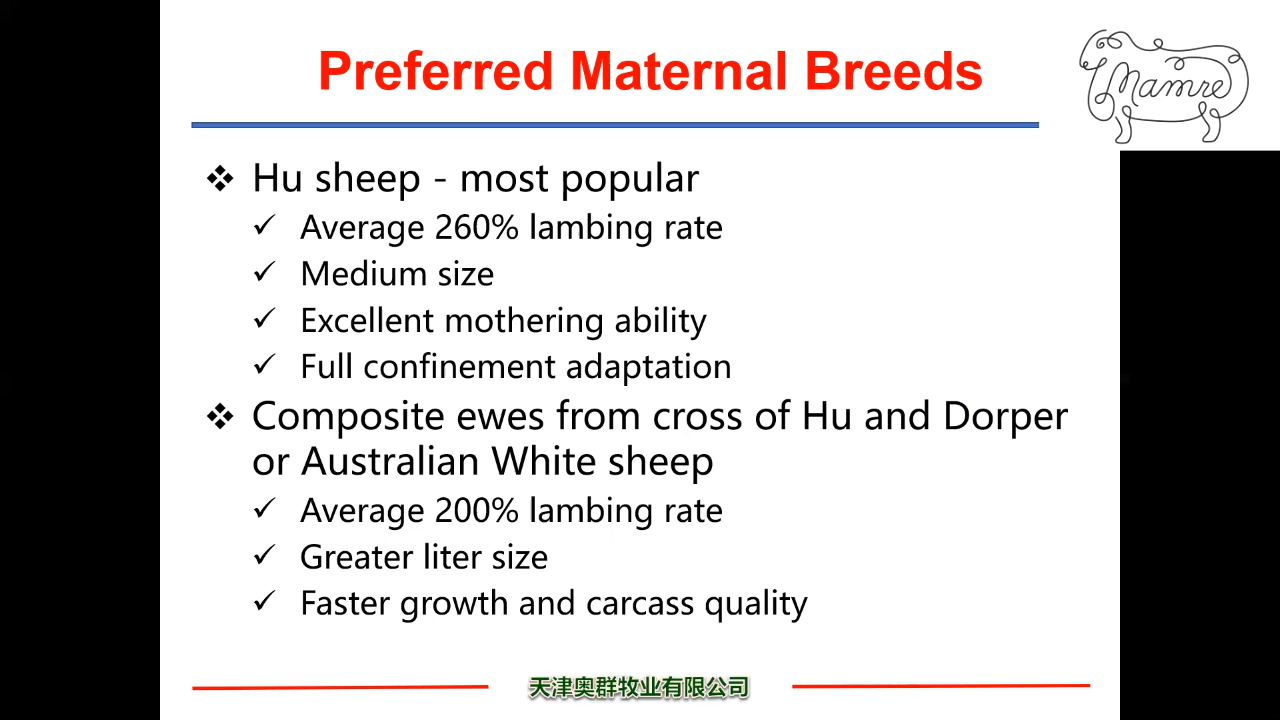 Preferred Maternal Breeds
Mamre
❖ Hu sheep - most popular
✓ Average 260% lambing rate
✓ Medium size
✓ Excellent mothering ability
✓ Full confinement adaptation
❖ Composite ewes from cross of Hu and Dorper
or Australian White sheep
✓ Average 200% lambing rate
✓ Greater liter size
✓ Faster growth and carcass quality
天津奥群牧业有限公司